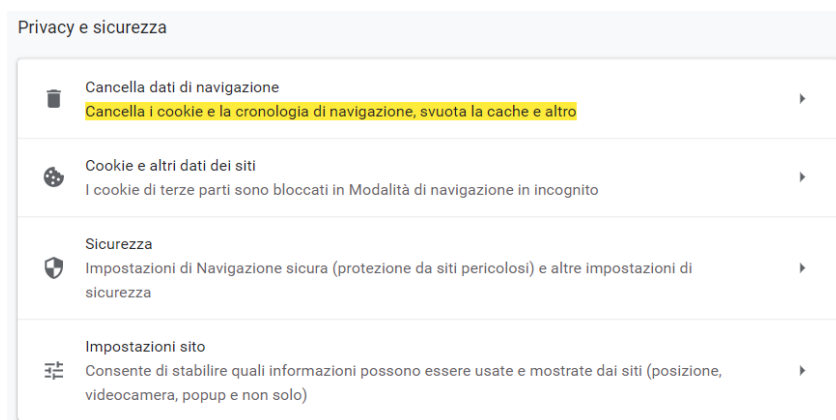 Privacy e sicurezza
Cancella dati di navigazione
Cancella i cookie e la cronologia di navigazione, svuota la cache e altro
Cookie e altri dati dei siti
I cookie di terze parti sono bloccati in Modalità di navigazione in incognito
Sicurezza
Impostazioni di Navigazione sicura (protezione da siti pericolosi) e altre impostazioni di
sicurezza
Impostazioni sito
Consente di stabilire quali informazioni possono essere usate e mostrate dai siti (posizione,
videocamera, popup e non solo)